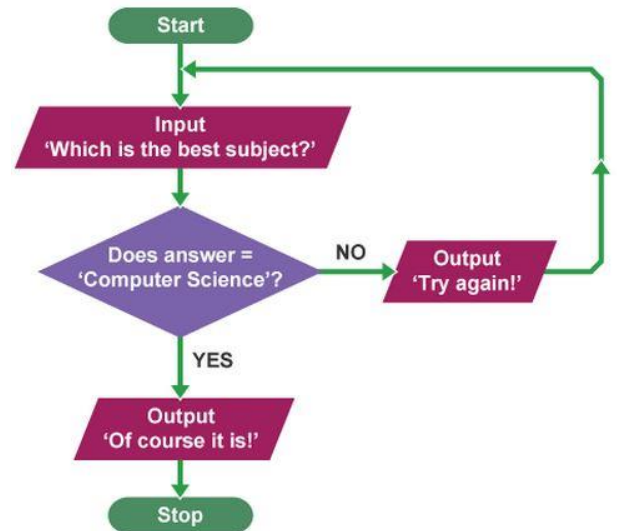 Start
Input
‘Which is the best subject?’
Does answer =
‘Computer Science’?
NO
Output
‘Try again!’
YES
Output
‘Of course it is!’
Stop